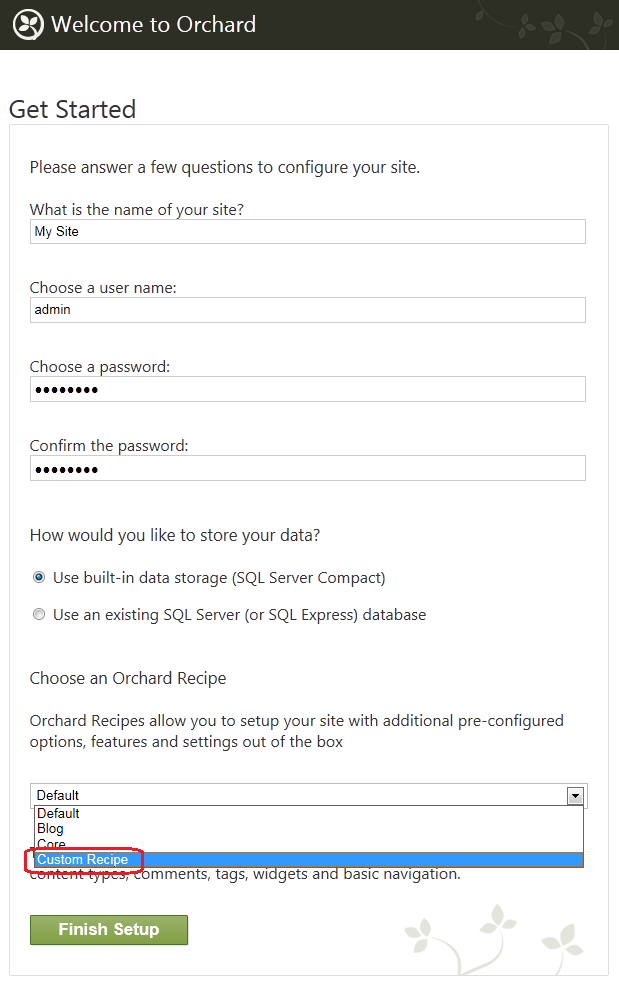 Welcome to Orchard
Get Started
Please answer a few questions to configure your site.
What is the name of your site?
My Site
Choose a user name:
admin
Choose a password:
••••••••
Confirm the password:
••••••••
How would you like to store your data?
Use built-in data storage (SQL Server Compact)
Use an existing SQL Server (or SQL Express) database
Choose an Orchard Recipe
Orchard Recipes allow you to setup your site with additional pre-configured
options, features and settings out of the box
Default
Default
Blog
Core
Custom Recipe
content types, comments, tags, widgets and basic navigation.
Finish Setup